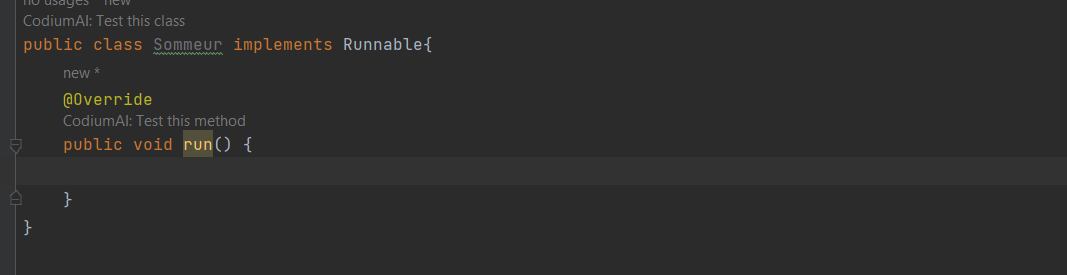 no usages   new *
CodiumAI: Test this class
public class Sommeur implements Runnable{
new *
@Override
CodiumAI: Test this method
public void run() {
}
}